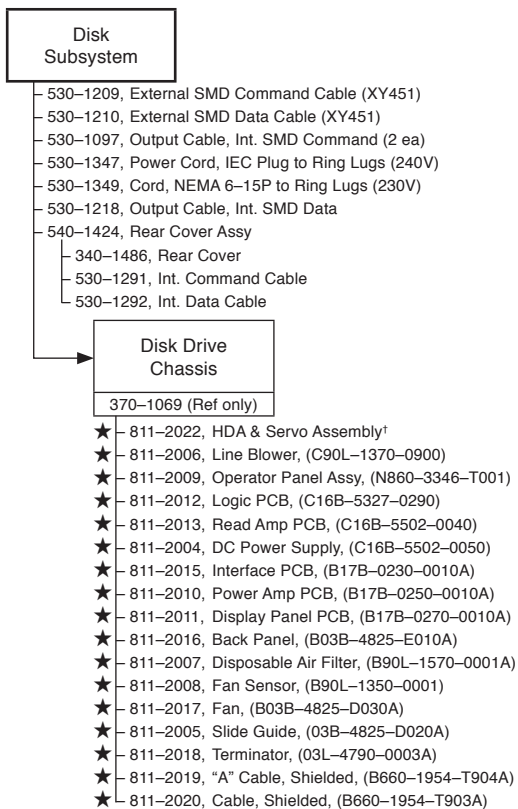 Disk
Subsystem
530–1209, External SMD Command Cable (XY451)
530–1210, External SMD Data Cable (XY451)
530–1097, Output Cable, Int. SMD Command (2 ea)
530–1347, Power Cord, IEC Plug to Ring Lugs (240V)
530–1349, Cord, NEMA 6–15P to Ring Lugs (230V)
530–1218, Output Cable, Int. SMD Data
540–1424, Rear Cover Assy
340–1486, Rear Cover
530–1291, Int. Command Cable
530–1292, Int. Data Cable
Disk Drive
Chassis
370–1069 (Ref only)
★ 811–2022, HDA & Servo Assembly†
★ 811–2006, Line Blower, (C90L–1370–0900)
★ 811–2009, Operator Panel Assy, (N860–3346–T001)
★ 811–2012, Logic PCB, (C16B–5327–0290)
★ 811–2013, Read Amp PCB, (C16B–5502–0040)
★ 811–2004, DC Power Supply, (C16B–5502–0050)
★ 811–2015, Interface PCB, (B17B–0230–0010A)
★ 811–2010, Power Amp PCB, (B17B–0250–0010A)
★ 811–2011, Display Panel PCB, (B17B–0270–0010A)
★ 811–2016, Back Panel, (B03B–4825–E010A)
★ 811–2007, Disposable Air Filter, (B90L–1570–0001A)
★ 811–2008, Fan Sensor, (B90L–1350–0001)
★ 811–2017, Fan, (B03B–4825–D030A)
★ 811–2005, Slide Guide, (03B–4825–D020A)
★ 811–2018, Terminator, (03L–4790–0003A)
★ 811–2019, “A” Cable, Shielded, (B660–1954–T904A)
★ 811–2020, Cable, Shielded, (B660–1954–T903A)